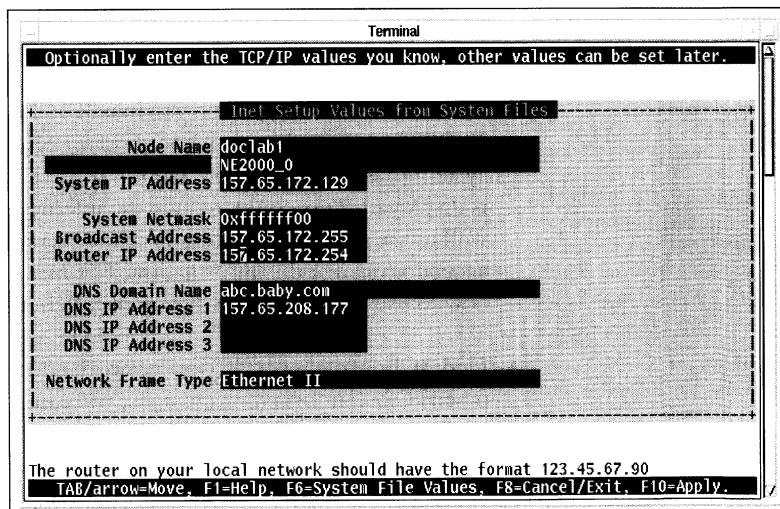 Terminal
Optionally enter the TCP/IP values you know, other values can be set later.
Inet Setup Values from System Files
Node Name doclab1
NE2000_0
System IP Address 157.65.172.129
System Netmask 0xffffff00
Broadcast Address 157.65.172.255
Router IP Address 157.65.172.254
DNS Domain Name abc.baby.com
DNS IP Address 1 157.65.208.177
DNS IP Address 2
DNS IP Address 3
Network Frame Type Ethernet II
The router on your local network should have the format 123.45.67.90
TAB/arrow=Move, F1=Help, F6=System File Values, F8=Cancel/Exit, F10=Apply.